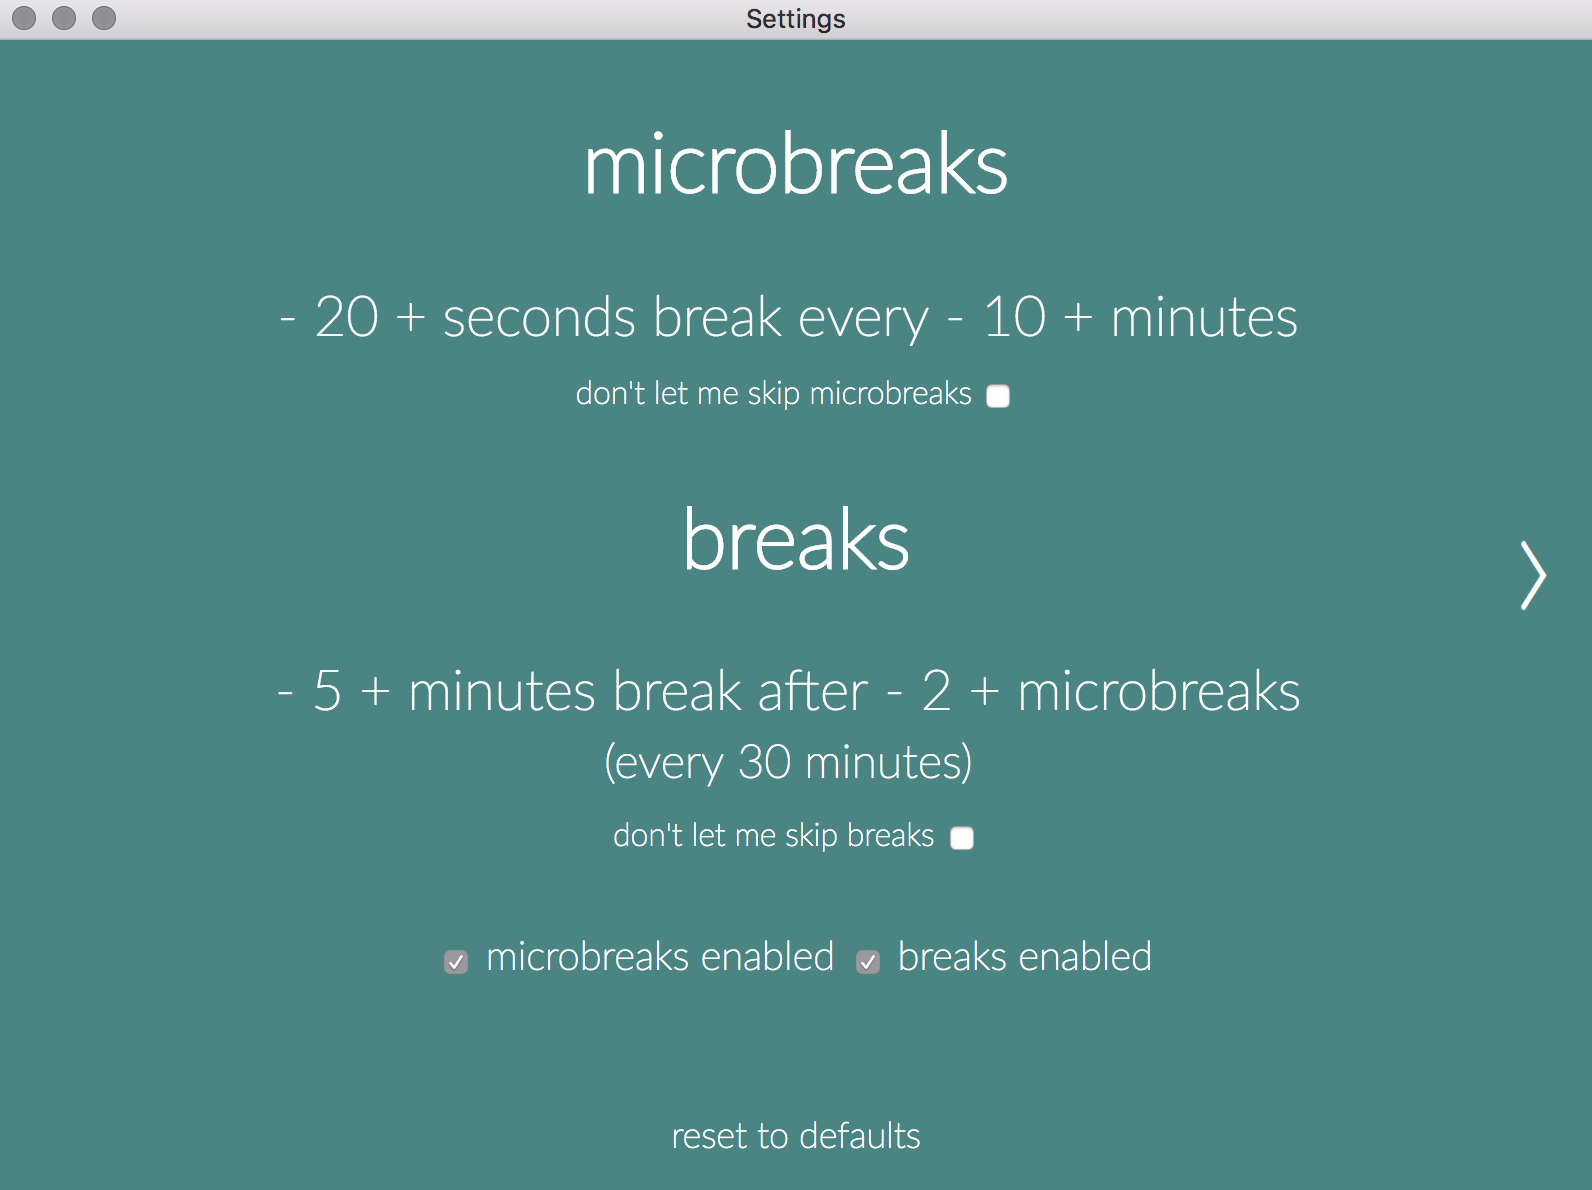 Settings
microbreaks
- 20 + seconds break every - 10 + minutes
don't let me skip microbreaks
breaks
- 5 + minutes break after - 2 + microbreaks
(every 30 minutes)
don't let me skip breaks
microbreaks enabled breaks enabled
reset to defaults